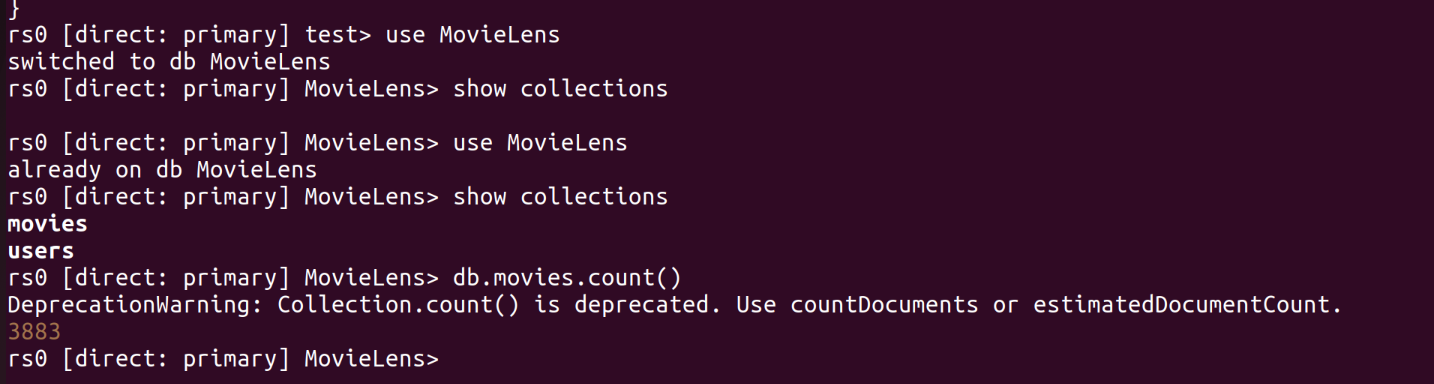 }
rs0 [direct: primary] test> use MovieLens
switched to db MovieLens
rs0 [direct: primary] MovieLens> show collections
rs0 [direct: primary] MovieLens> use MovieLens
already on db MovieLens
rs0 [direct: primary] MovieLens> show collections
movies
users
rs0 [direct: primary] MovieLens> db.movies.count()
DeprecationWarning: Collection.count() is deprecated. Use countDocuments or estimatedDocumentCount.
3883
rs0 [direct: primary] MovieLens>